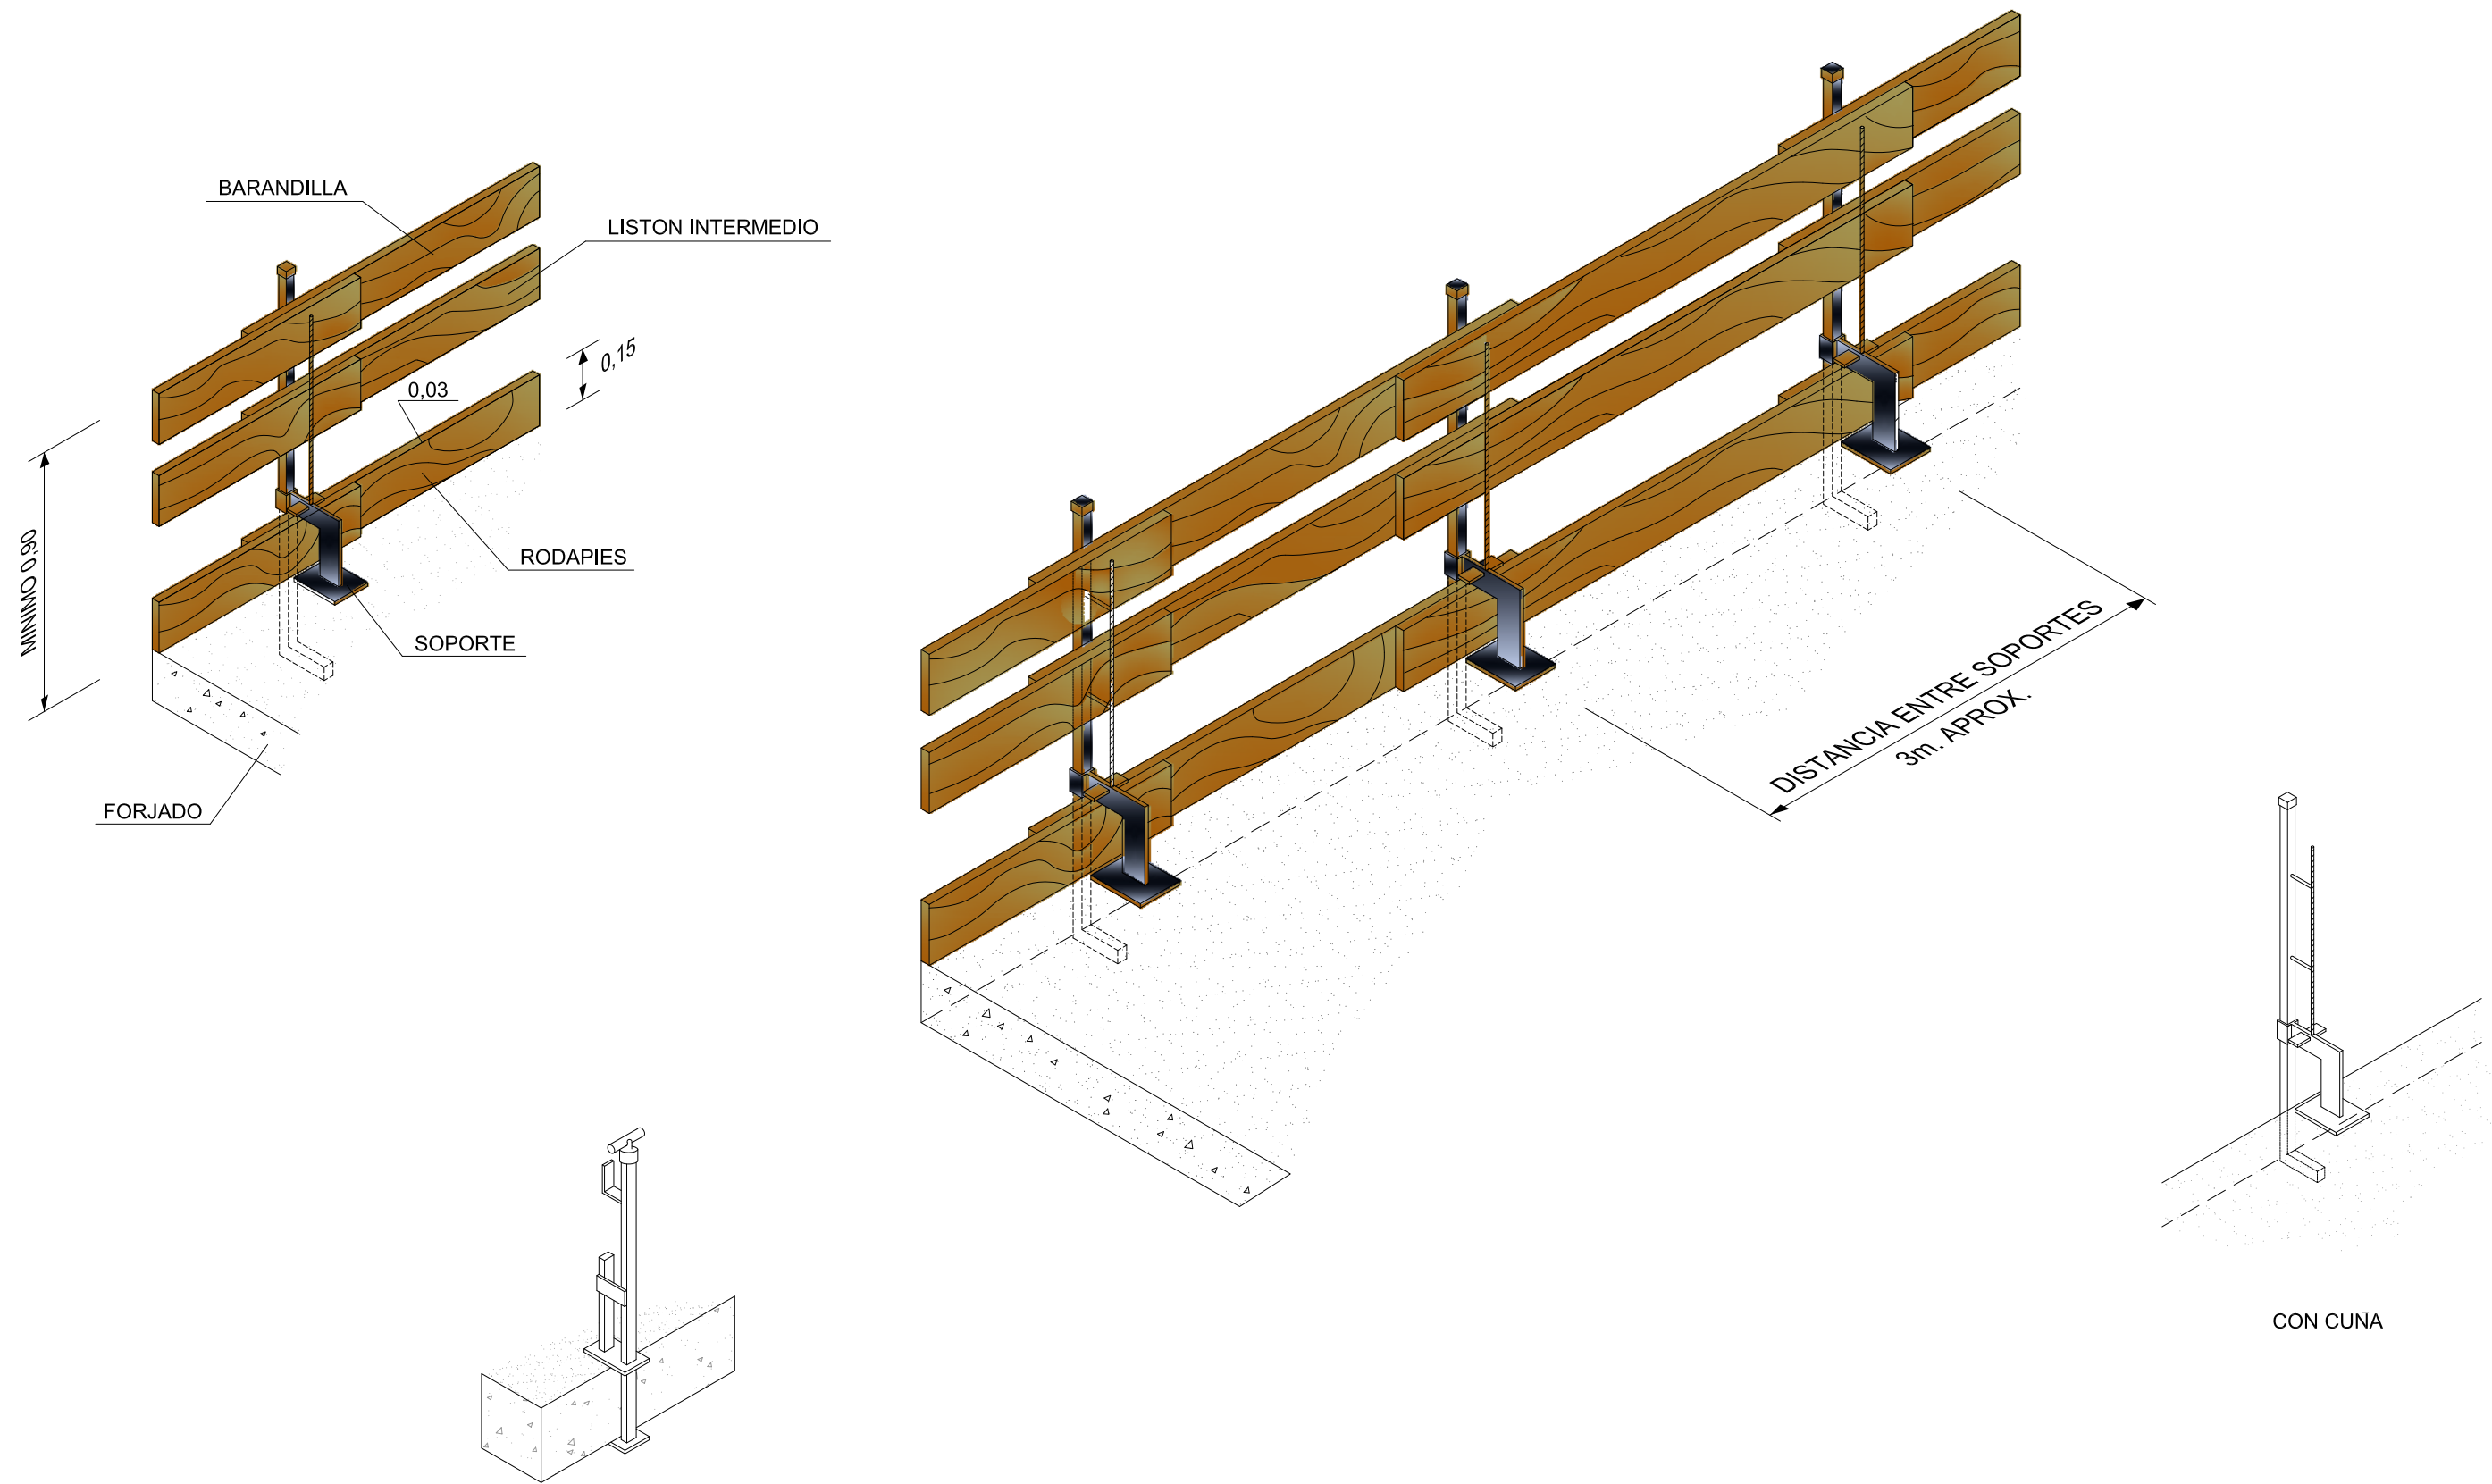 BARANDILLA
LISTON INTERMEDIO
0,15
0,03
MINIMO 0,90
RODAPIES
SOPORTE
FORJADO
DISTANCIA ENTRE SOPORTES
3m. APROX.
CON CUÑA